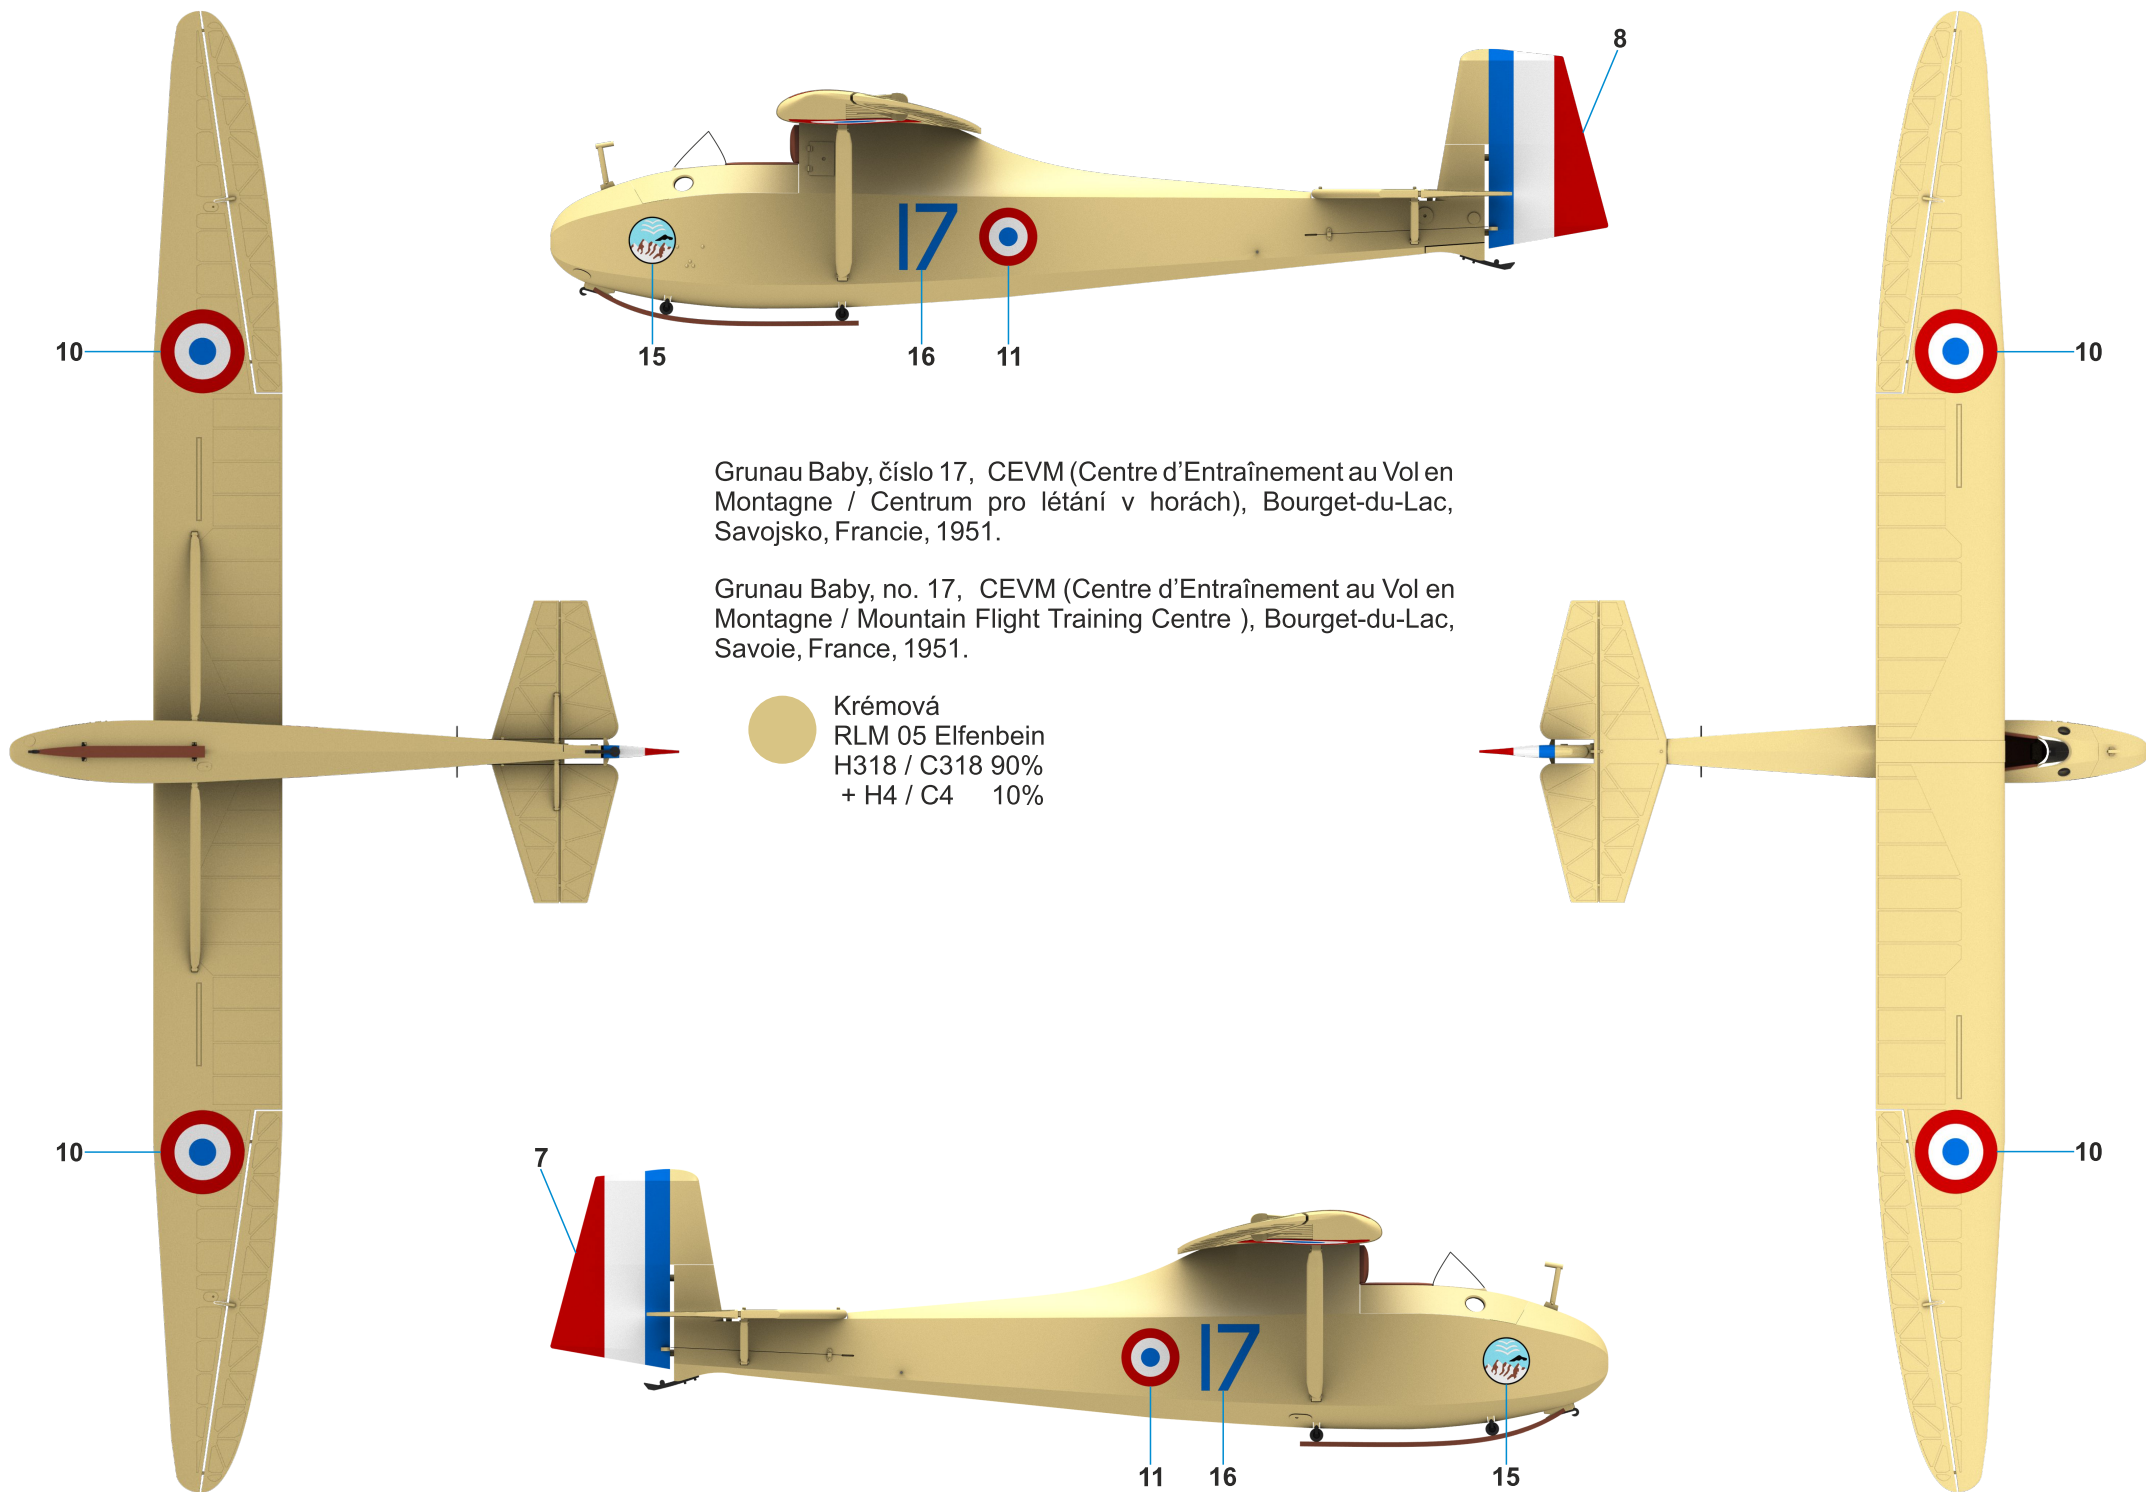 8
17
10
10
15
16
11
Grunau Baby, číslo 17, CEVM (Centre d'Entraînement au Vol en
Montagne / Centrum pro létání v horách), Bourget-du-Lac,
Savojsko, Francie, 1951.
Grunau Baby, no. 17, CEVM (Centre d'Entraînement au Vol en
Montagne / Mountain Flight Training Centre ), Bourget-du-Lac,
Savoie, France, 1951.
Krémová
RLM 05 Elfenbein
H318 / C318 90%
+ H4 / C4 10%
10
7
10
17
11
16
15